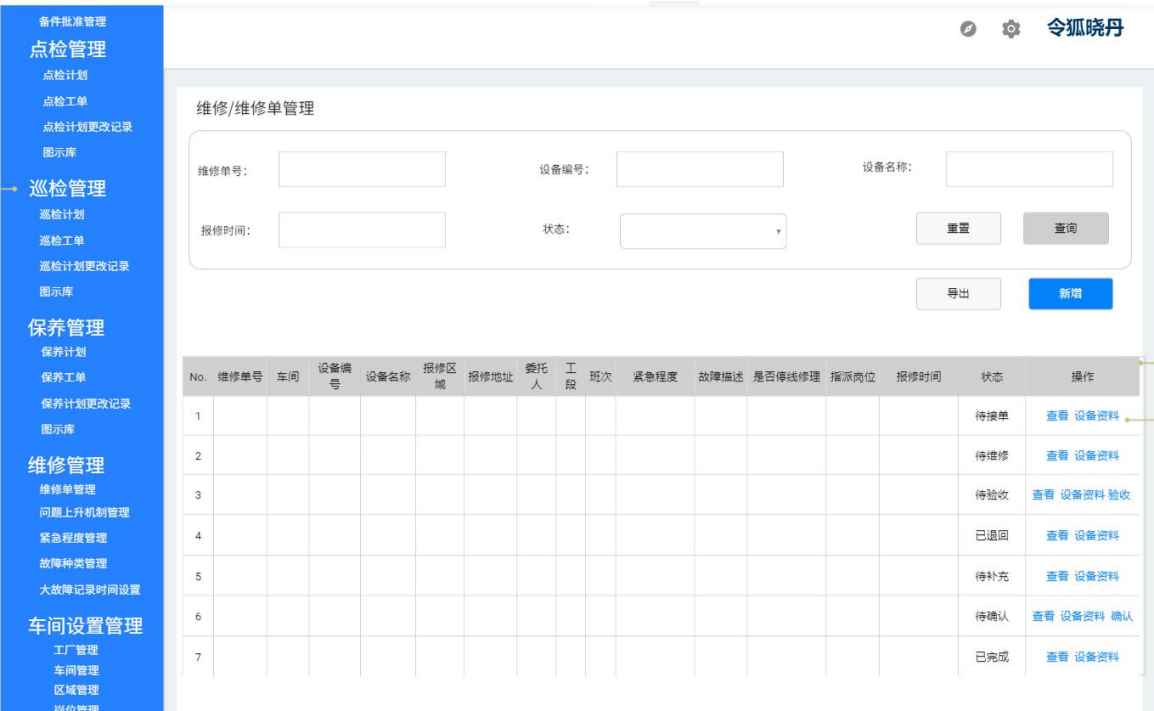 备件批准管理
点检管理
点检计划
点检工单
点检计划更改记录
图示库
巡检管理
巡检计划
巡检工单
巡检计划更改记录
图示库
保养管理
保养计划
保养工单
保养计划更改记录
图示库
维修管理
维修单管理
问题上升机制管理
紧急程度管理
故障种类管理
大故障记录时间设置
车间设置管理
工厂管理
车间管理
区域管理
岗位管理
令狐晓丹
维修/维修单管理
维修单号： 设备编号： 设备名称：
报修时间： 状态： 重置 查询
导出 新增
No. 维修单号 车间 设备编号 设备名称 报修区域 报修地址 委托人 工段 班次 紧急程度 故障描述 是否停线修理 指派岗位 报修时间 状态 操作
1 待接单 查看 设备资料
2 待维修 查看 设备资料
3 待验收 查看 设备资料 验收
4 已退回 查看 设备资料
5 待补充 查看 设备资料
6 待确认 查看 设备资料 确认
7 已完成 查看 设备资料